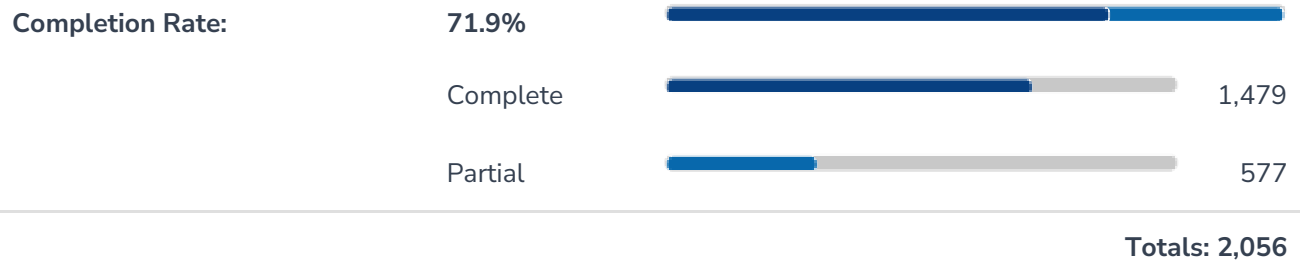 Completion Rate: 71.9%
Complete 1,479
Partial 577
Totals: 2,056